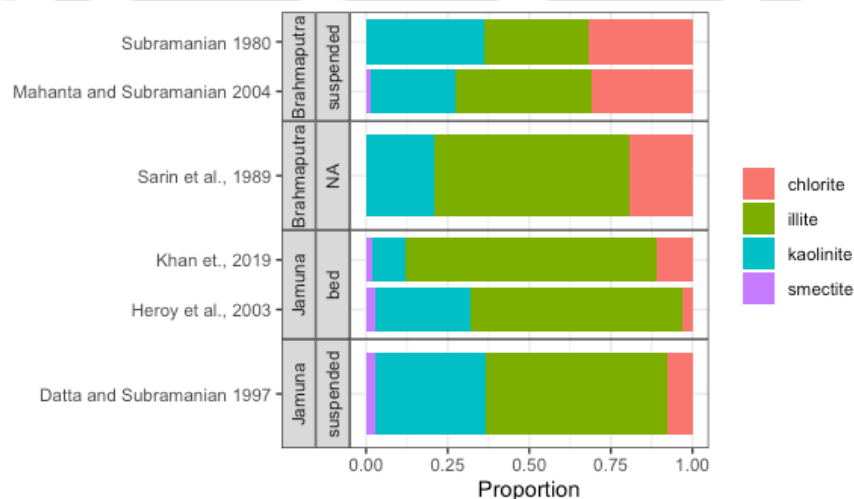 Subramanian 1980
Mahanta and Subramanian 2004
Brahmaputra
suspended
Sarin et al., 1989
Brahmaputra
NA
Khan et., 2019
Heroy et al., 2003
Jamuna
bed
Datta and Subramanian 1997
Jamuna
suspended
0.00 0.25 0.50 0.75 1.00
Proportion
chlorite
illite
kaolinite
smectite